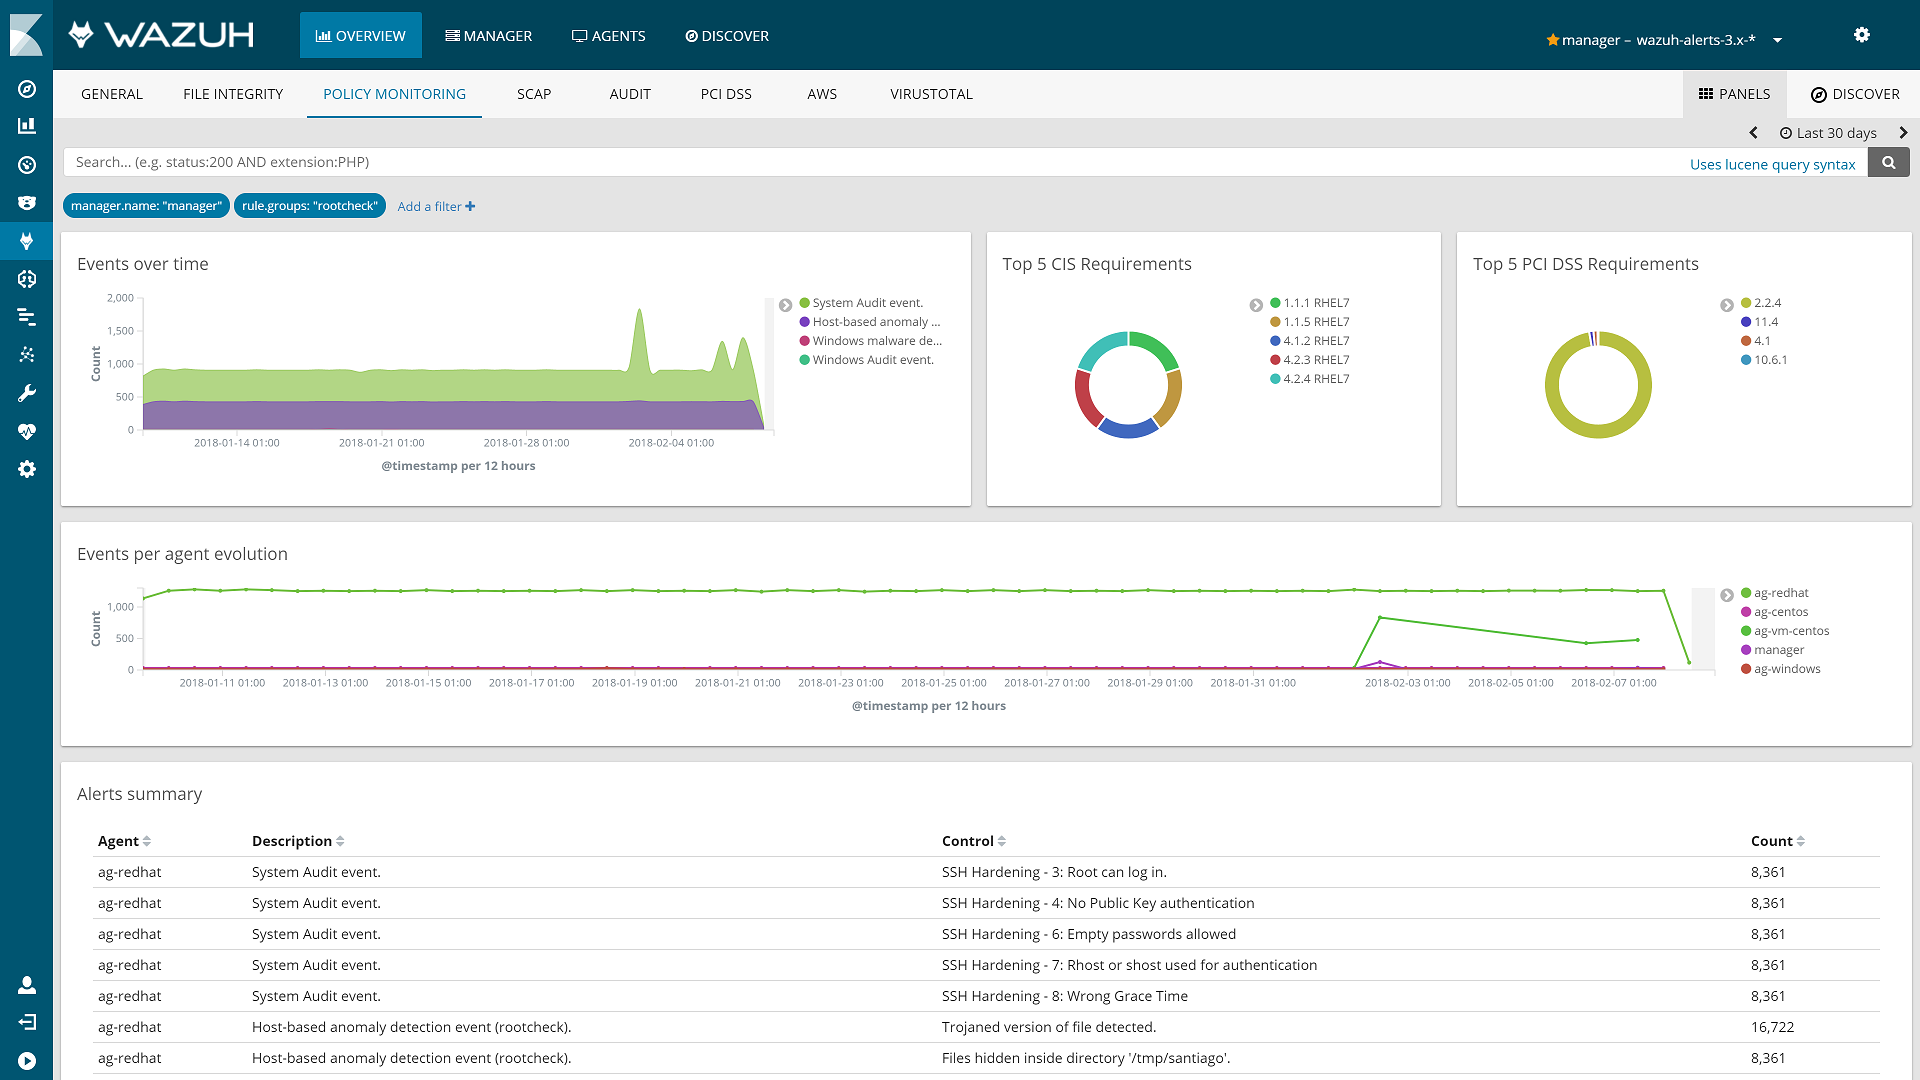 WAZUH
OVERVIEW MANAGER AGENTS DISCOVER
manager – wazuh-alerts-3.x-*
GENERAL FILE INTEGRITY POLICY MONITORING SCAP AUDIT PCI DSS AWS VIRUSTOTAL PANELS DISCOVER
Last 30 days
Search... (e.g. status:200 AND extension:PHP) Uses lucene query syntax
manager.name: "manager" rule.groups: "rootcheck" Add a filter
Events over time
2,000
1,500
1,000
500
0
Count
2018-01-14 01:00 2018-01-21 01:00 2018-01-28 01:00 2018-02-04 01:00
@timestamp per 12 hours
System Audit event.
Host-based anomaly ...
Windows malware de...
Windows Audit event.
Top 5 CIS Requirements
1.1.1 RHEL7
1.1.5 RHEL7
4.1.2 RHEL7
4.2.3 RHEL7
4.2.4 RHEL7
Top 5 PCI DSS Requirements
2.2.4
11.4
4.1
10.6.1
Events per agent evolution
1,000
500
0
Count
2018-01-11 01:00 2018-01-13 01:00 2018-01-15 01:00 2018-01-17 01:00 2018-01-19 01:00 2018-01-21 01:00 2018-01-23 01:00 2018-01-25 01:00 2018-01-27 01:00 2018-01-29 01:00 2018-01-31 01:00 2018-02-03 01:00 2018-02-05 01:00 2018-02-07 01:00
@timestamp per 12 hours
ag-redhat
ag-centos
ag-vm-centos
manager
ag-windows
Alerts summary
Agent Description Control Count
ag-redhat System Audit event. SSH Hardening - 3: Root can log in. 8,361
ag-redhat System Audit event. SSH Hardening - 4: No Public Key authentication 8,361
ag-redhat System Audit event. SSH Hardening - 6: Empty passwords allowed 8,361
ag-redhat System Audit event. SSH Hardening - 7: Rhost or shost used for authentication 8,361
ag-redhat System Audit event. SSH Hardening - 8: Wrong Grace Time 8,361
ag-redhat Host-based anomaly detection event (rootcheck). Trojaned version of file detected. 16,722
ag-redhat Host-based anomaly detection event (rootcheck). Files hidden inside directory '/tmp/santiago'. 8,361